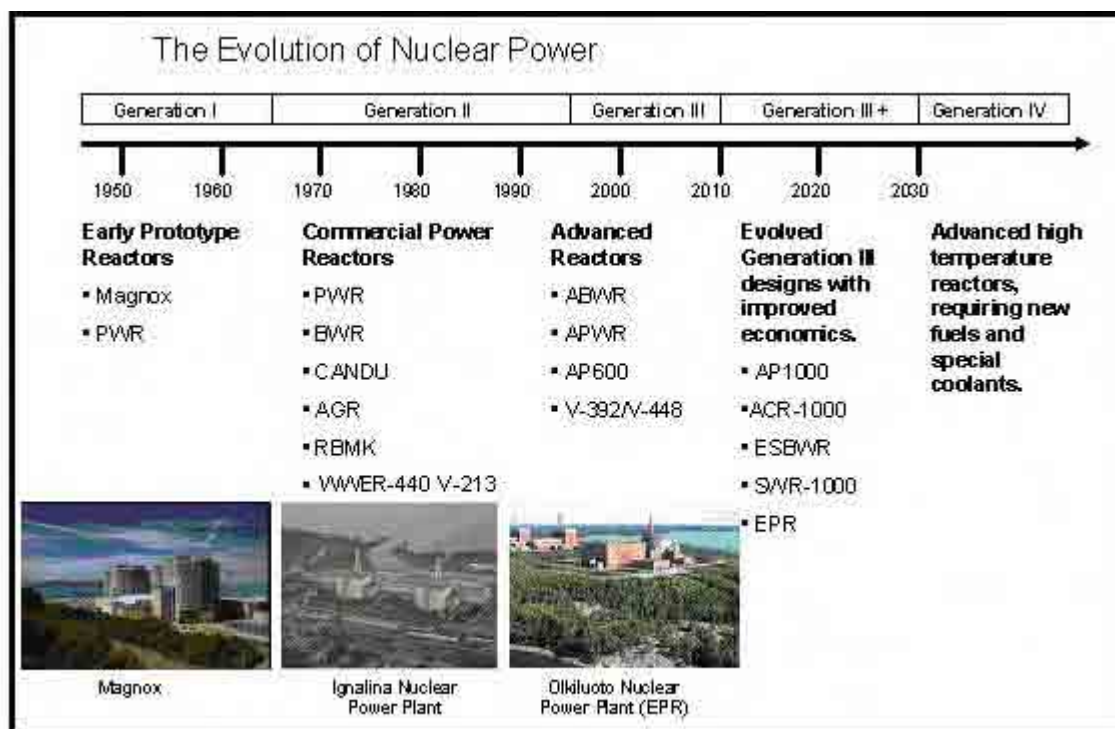 The Evolution of Nuclear Power
Generation I
Generation II
Generation III
Generation III +
Generation IV
1950
1960
1970
1980
1990
2000
2010
2020
2030
Early Prototype
Reactors
▪ Magnox
▪ PWR
Commercial Power
Reactors
▪ PWR
▪ BWR
▪ CANDU
▪ AGR
▪ RBMK
▪ WWER-440 V-213
Advanced
Reactors
▪ ABWR
▪ APWR
▪ AP600
▪ V-392/V-448
Evolved
Generation III
designs with
improved
economics.
▪ AP1000
▪ ACR-1000
▪ ESBWR
▪ SWR-1000
▪ EPR
Advanced high
temperature
reactors,
requiring new
fuels and
special
coolants.
Magnox
Ignalina Nuclear
Power Plant
Olkiluoto Nuclear
Power Plant (EPR)